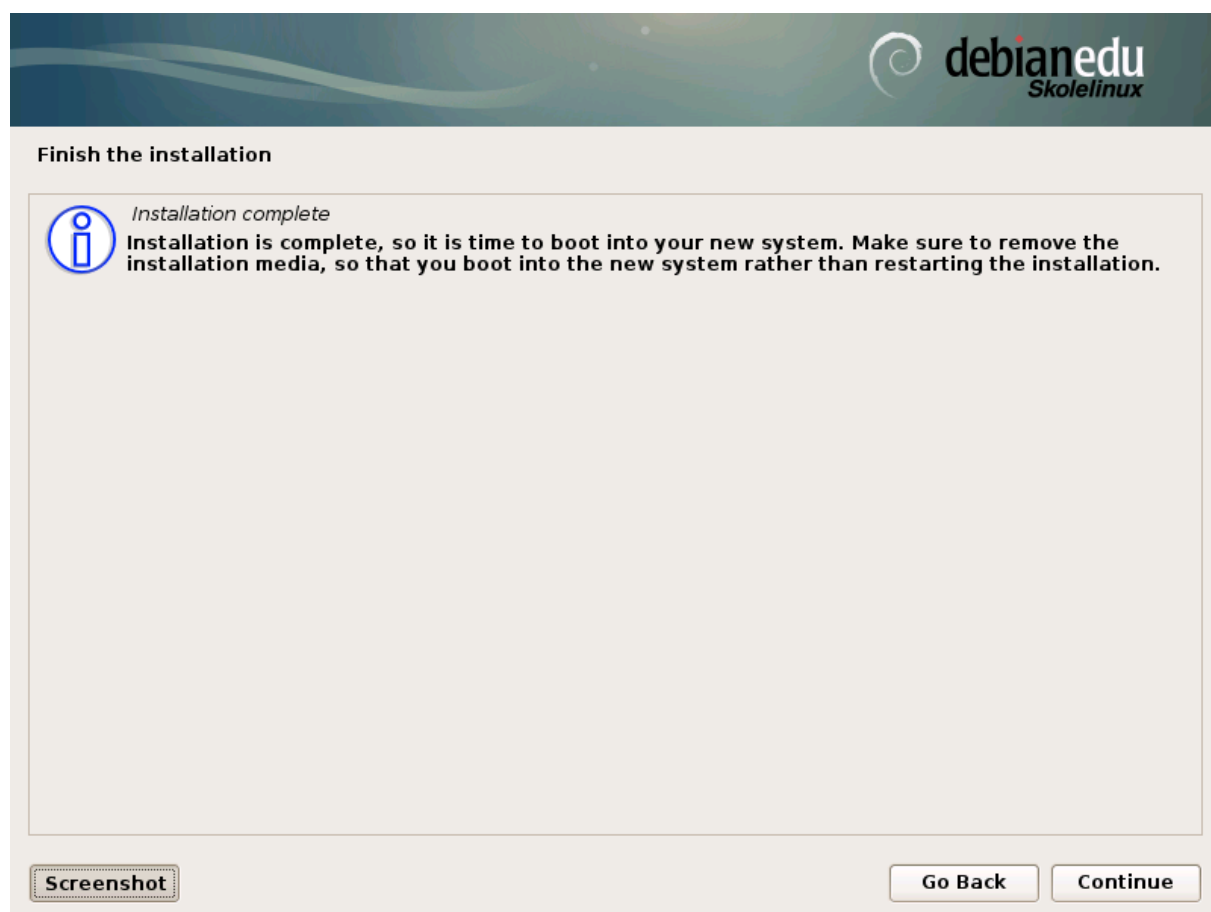 debianedu
Skolelinux
Finish the installation
Installation complete
Installation is complete, so it is time to boot into your new system. Make sure to remove the
installation media, so that you boot into the new system rather than restarting the installation.
Screenshot
Go Back
Continue